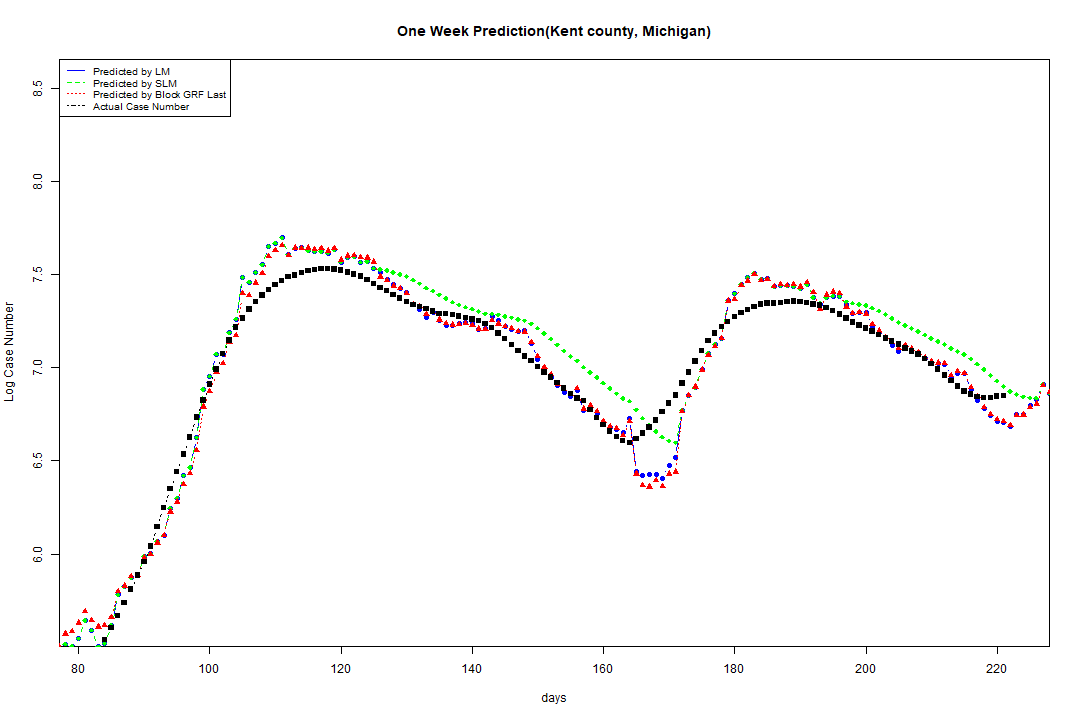 One Week Prediction(Kent county, Michigan)
Predicted by LM
Predicted by SLM
Predicted by Block GRF Last
Actual Case Number
Log Case Number
8.5
8.0
7.5
7.0
6.5
6.0
80 100 120 140 160 180 200 220
days